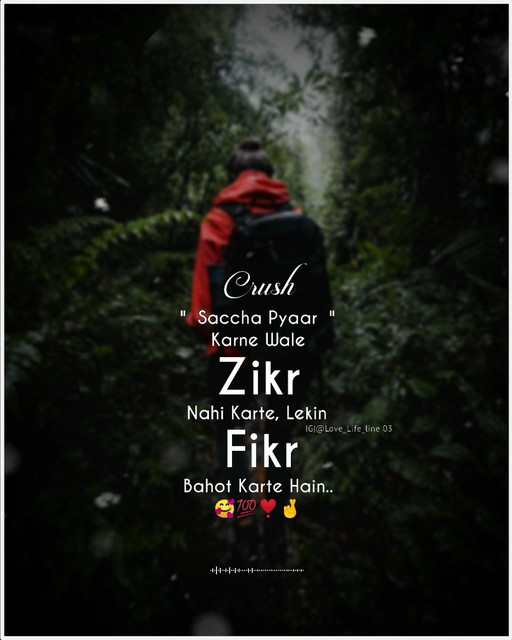 Crush
" Saccha Pyaar "
Karne Wale
Zikr
Nahi Karte, Lekin
IG|@Love_Life_line 03
Fikr
Bahot Karte Hain..
🥰💯❣️🤞